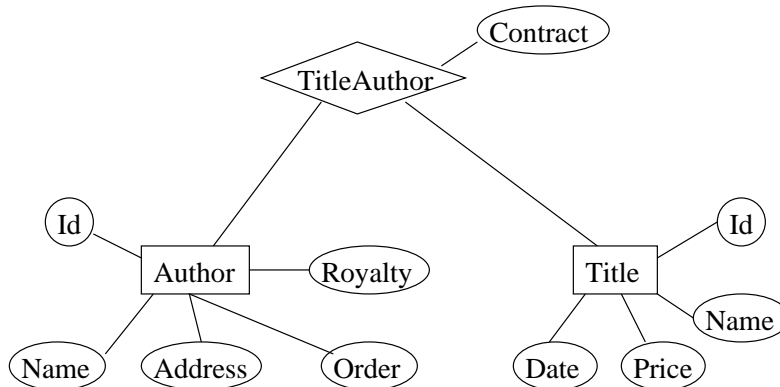 Contract
TitleAuthor
Id
Id
Author
Royalty
Title
Name
Name
Address
Order
Date
Price